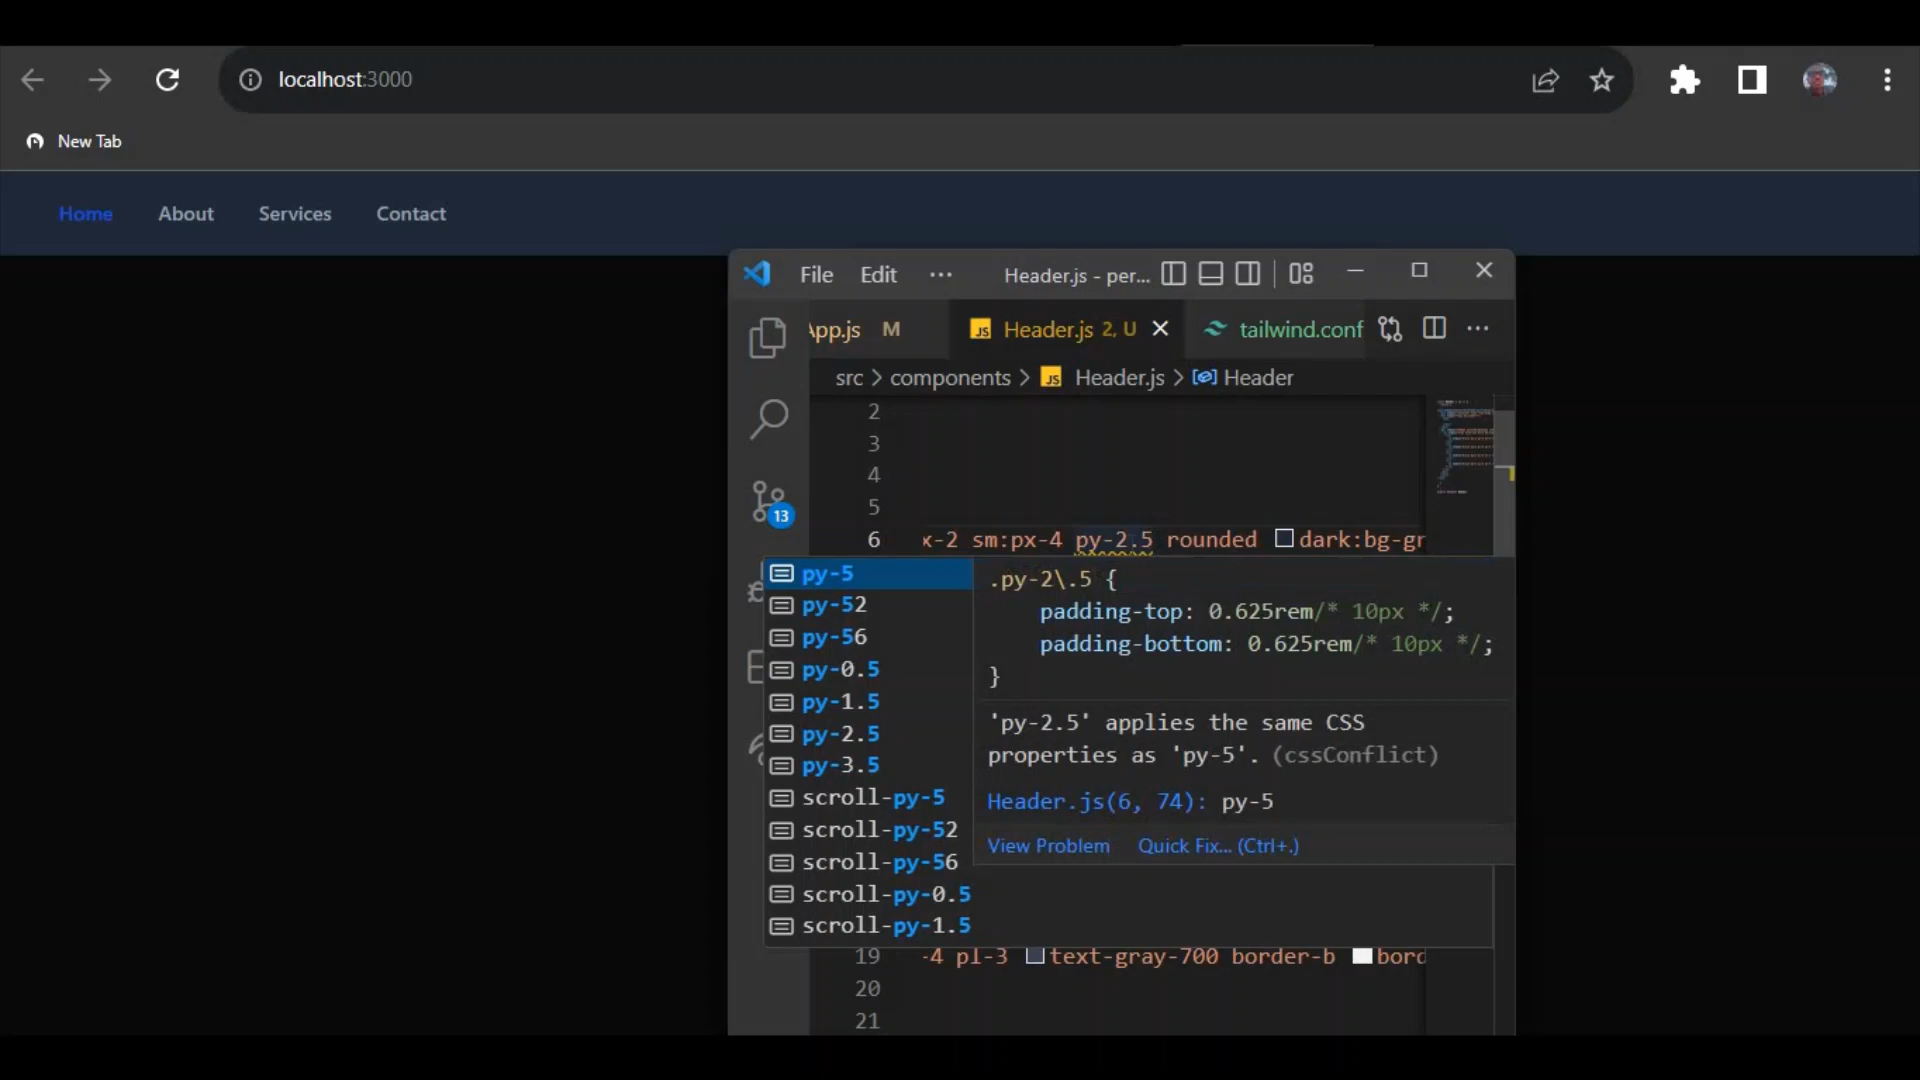 localhost:3000
New Tab
Home About Services Contact
File Edit ··· Header.js - per...
App.js M Header.js 2, U tailwind.conf ···
src > components > JS Header.js > Header
2
3
4
5
6 x-2 sm:px-4 py-2.5 rounded dark:bg-gr
py-5
py-52
py-56
py-0.5
py-1.5
py-2.5
py-3.5
scroll-py-5
scroll-py-52
scroll-py-56
scroll-py-0.5
scroll-py-1.5
.py-2\.5 {
padding-top: 0.625rem/* 10px */;
padding-bottom: 0.625rem/* 10px */;
}
'py-2.5' applies the same CSS
properties as 'py-5'. (cssConflict)
Header.js(6, 74): py-5
View Problem Quick Fix... (Ctrl+.)
13
19 -4 pl-3 text-gray-700 border-b bord
20
21